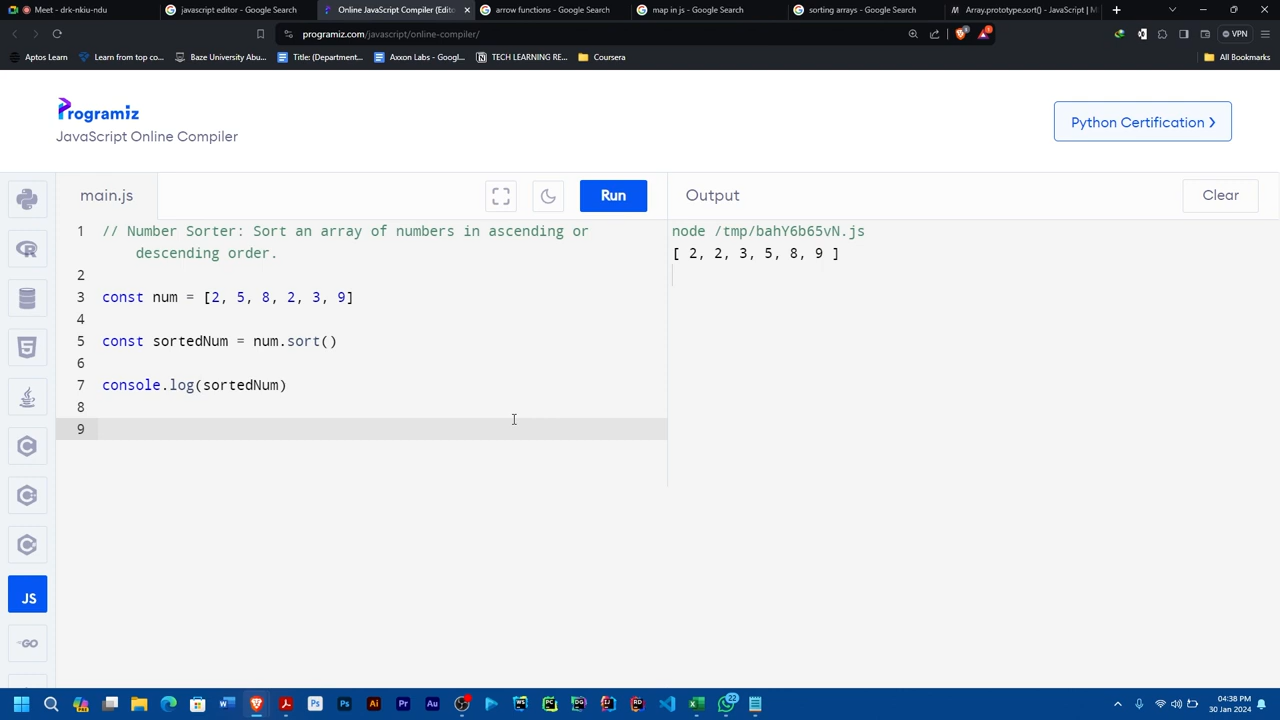 Meet - drk-nkiu-ndu
javascript editor - Google Search
Online JavaScript Compiler (Edito
arrow functions - Google Search
map in js - Google Search
sorting arrays - Google Search
Array.prototype.sort() - JavaScript | M
programiz.com/javascript/online-compiler/
VPN
Aptos Learn
Learn from top co...
Baze University Abu...
Title: (Department...
Axxon Labs - Googl...
TECH LEARNING RE...
Coursera
All Bookmarks
Programiz
JavaScript Online Compiler
Python Certification
main.js
Run
Output
Clear
1 // Number Sorter: Sort an array of numbers in ascending or
descending order.
2
3 const num = [2, 5, 8, 2, 3, 9]
4
5 const sortedNum = num.sort()
6
7 console.log(sortedNum)
8
9
node /tmp/bahY6b65vN.js
[ 2, 2, 3, 5, 8, 9 ]
JS
GO
22
04:38 PM
30 Jan 2024